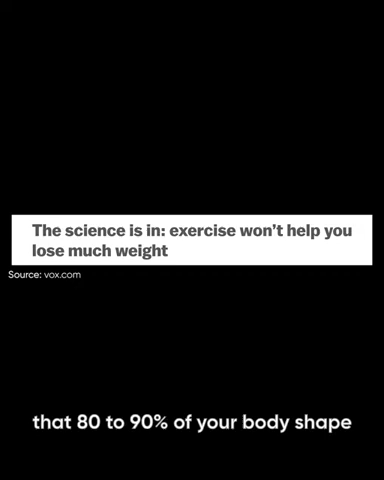 The science is in: exercise won't help you
lose much weight
Source: vox.com
that 80 to 90% of your body shape